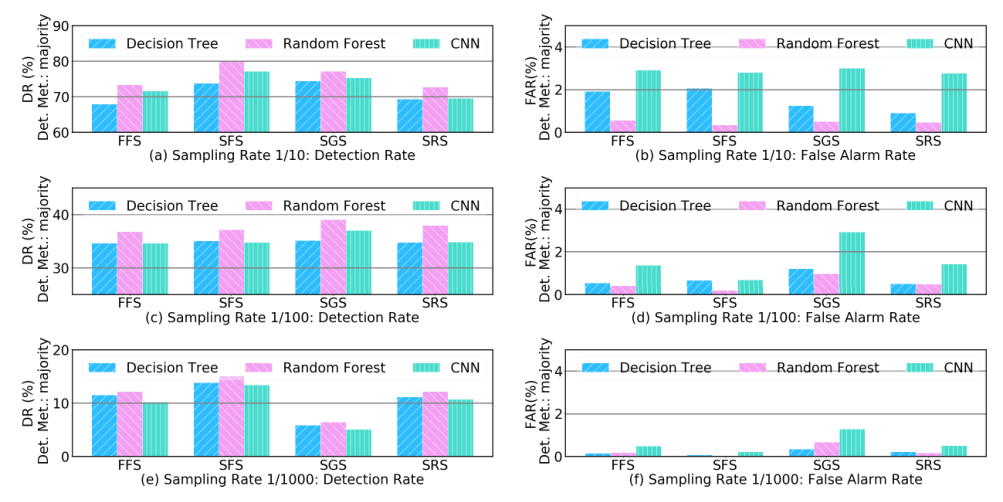 DR (%)
Det. Met.: majority
90
80
70
60
Decision Tree
Random Forest
CNN
FFS
SFS
SGS
SRS
(a) Sampling Rate 1/10: Detection Rate
FAR(%)
Det. Met.: majority
4
2
0
Decision Tree
Random Forest
CNN
FFS
SFS
SGS
SRS
(b) Sampling Rate 1/10: False Alarm Rate
DR (%)
Det. Met.: majority
40
30
Decision Tree
Random Forest
CNN
FFS
SFS
SGS
SRS
(c) Sampling Rate 1/100: Detection Rate
FAR(%)
Det. Met.: majority
4
2
0
Decision Tree
Random Forest
CNN
FFS
SFS
SGS
SRS
(d) Sampling Rate 1/100: False Alarm Rate
DR (%)
Det. Met.: majority
20
10
0
Decision Tree
Random Forest
CNN
FFS
SFS
SGS
SRS
(e) Sampling Rate 1/1000: Detection Rate
FAR(%)
Det. Met.: majority
4
2
0
Decision Tree
Random Forest
CNN
FFS
SFS
SGS
SRS
(f) Sampling Rate 1/1000: False Alarm Rate